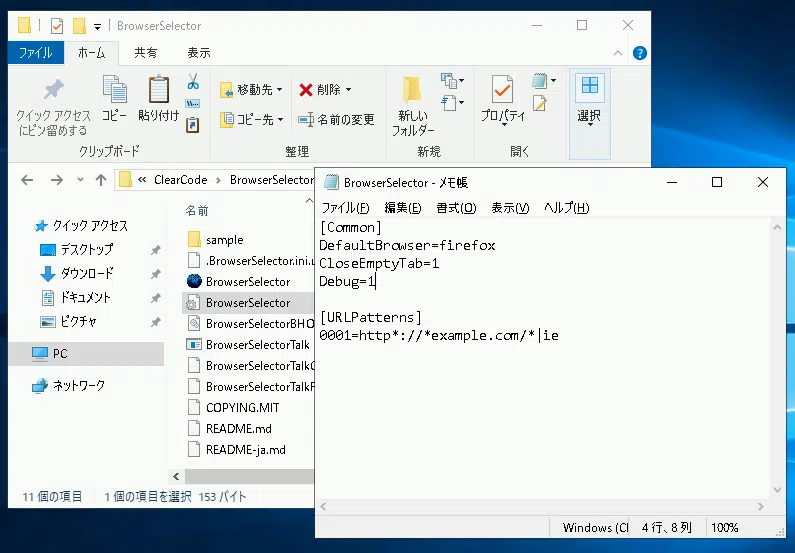 BrowserSelector
ファイル
ホーム
共有
表示
クイック アクセス
にピン留めする
コピー
貼り付け
移動先
コピー先
削除
名前の変更
新しい
フォルダー
プロパティ
選択
クリップボード
整理
新規
開く
« ClearCode › BrowserSelector
クイック アクセス
デスクトップ
ダウンロード
ドキュメント
ピクチャ
PC
ネットワーク
名前
sample
.BrowserSelector.ini.
BrowserSelector
BrowserSelector
BrowserSelectorBHO
BrowserSelectorTalk
BrowserSelectorTalk
BrowserSelectorTalk
COPYING.MIT
README.md
README-ja.md
11 個の項目
1 個の項目を選択 153 バイト
BrowserSelector - メモ帳
ファイル(F) 編集(E) 書式(O) 表示(V) ヘルプ(H)
[Common]
DefaultBrowser=firefox
CloseEmptyTab=1
Debug=1
[URLPatterns]
0001=http*://*example.com/*|ie
Windows (Cl
4 行、8 列
100%